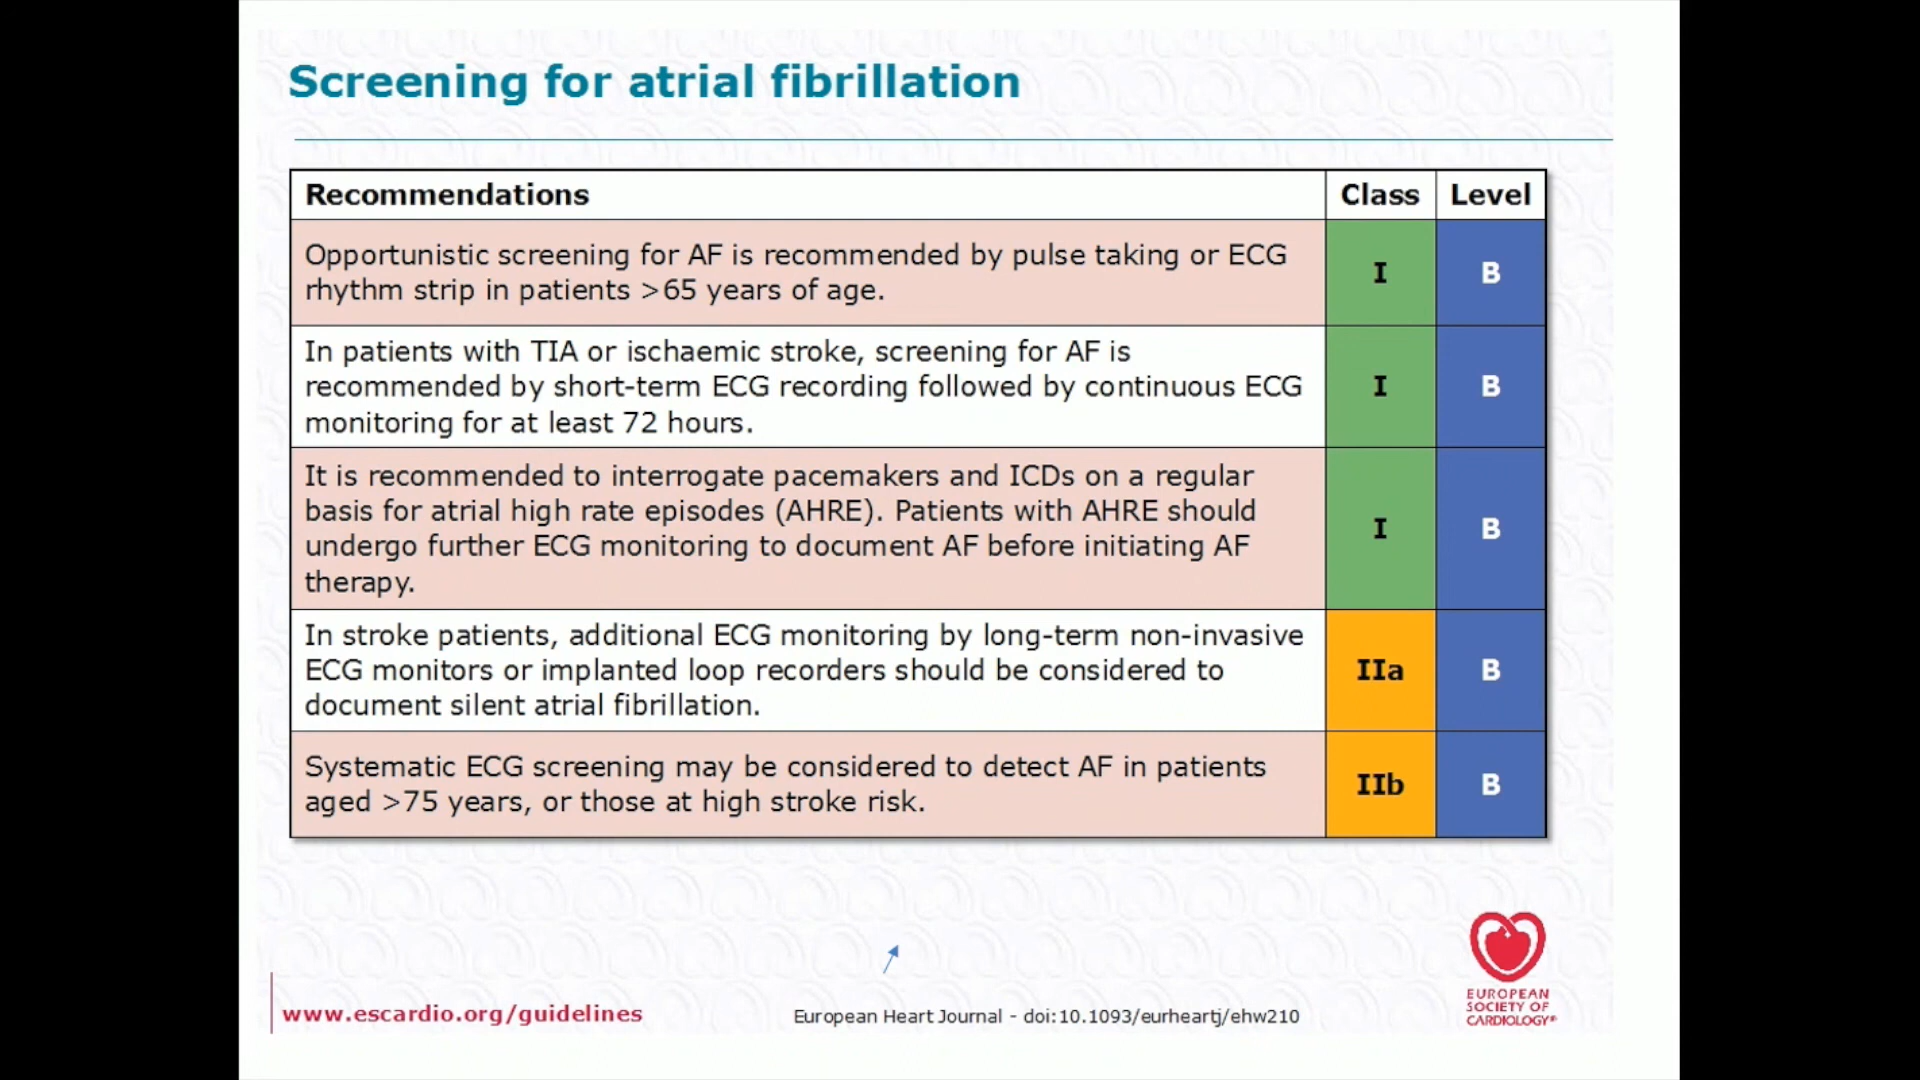 Screening for atrial fibrillation
Recommendations Class Level
Opportunistic screening for AF is recommended by pulse taking or ECG
rhythm strip in patients >65 years of age.
I B
In patients with TIA or ischaemic stroke, screening for AF is
recommended by short-term ECG recording followed by continuous ECG
monitoring for at least 72 hours.
I B
It is recommended to interrogate pacemakers and ICDs on a regular
basis for atrial high rate episodes (AHRE). Patients with AHRE should
undergo further ECG monitoring to document AF before initiating AF
therapy.
I B
In stroke patients, additional ECG monitoring by long-term non-invasive
ECG monitors or implanted loop recorders should be considered to
document silent atrial fibrillation.
IIa B
Systematic ECG screening may be considered to detect AF in patients
aged >75 years, or those at high stroke risk.
IIb B
www.escardio.org/guidelines
European Heart Journal - doi:10.1093/eurheartj/ehw210
EUROPEAN
SOCIETY OF
CARDIOLOGY®